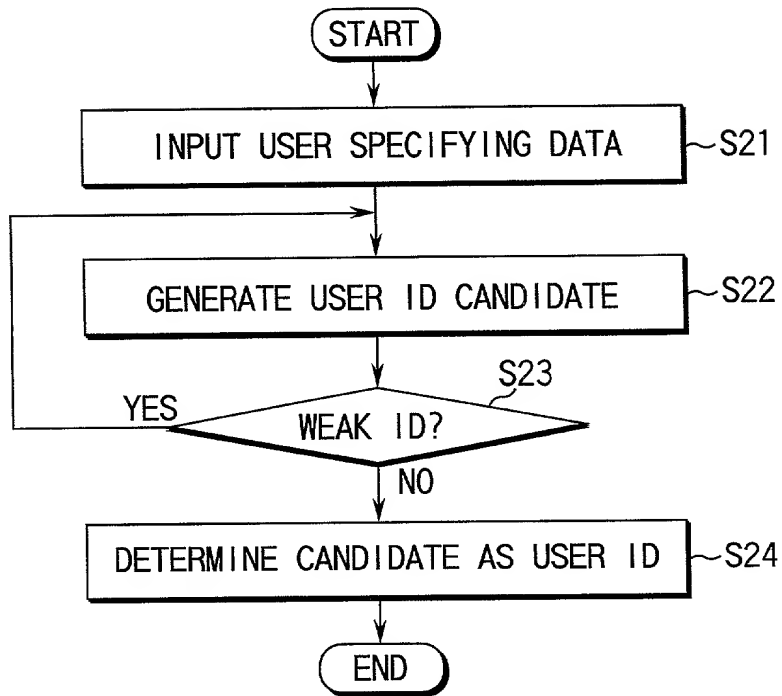 START
INPUT USER SPECIFYING DATA
S21
GENERATE USER ID CANDIDATE
S22
S23
YES
WEAK ID?
NO
DETERMINE CANDIDATE AS USER ID
S24
END